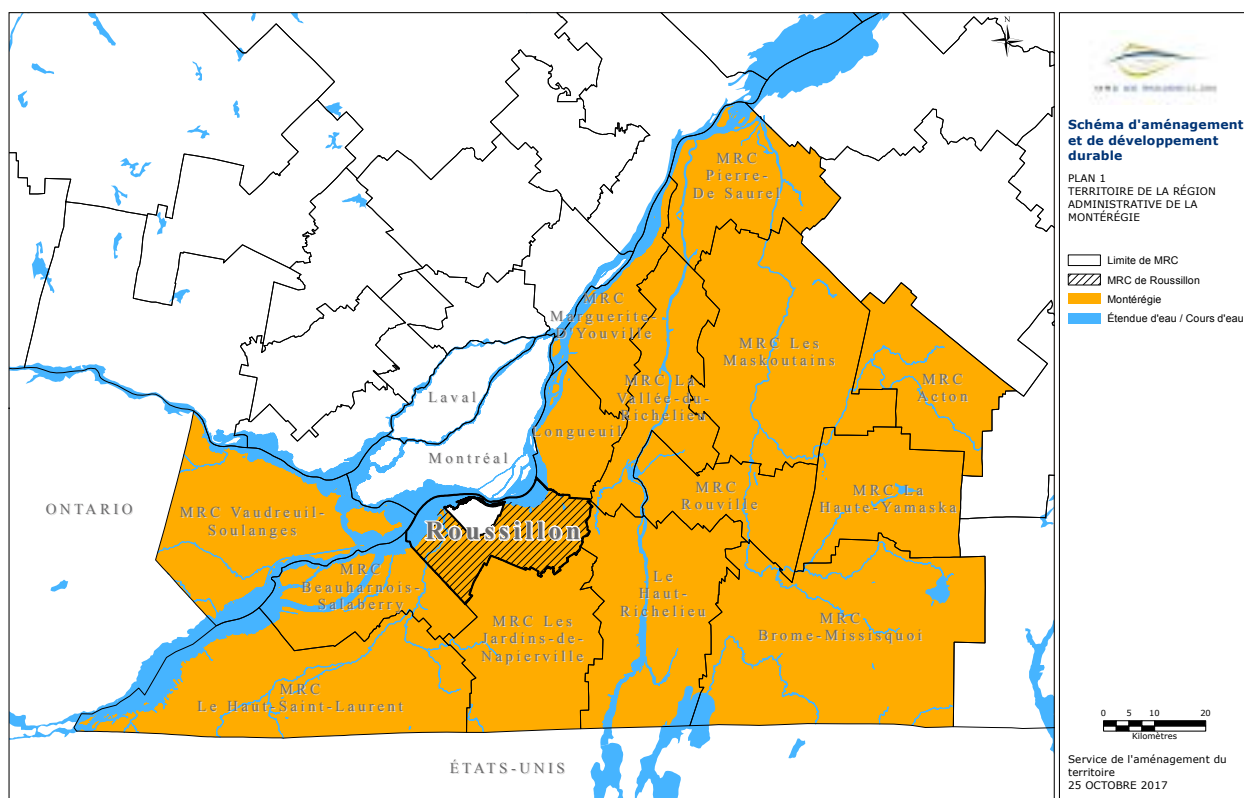 N
MRC
Pierre-
De Saurel
MRC
Marguerite-
D'Youville
MRC Les
Maskoutains
MRC
Acton
MRC La
Vallée-du-
Richelieu
Laval
Longueuil
Montréal
ONTARIO
MRC Vaudreuil-
Soulanges
MRC
Rouville
MRC La
Haute-Yamaska
Roussillon
MRC
Beauharnois-
Salaberry
Le
Haut-
Richelieu
MRC Les
Jardins-de-
Napierville
MRC
Brome-Missisquoi
MRC
Le Haut-Saint-Laurent
ÉTATS-UNIS
MRC DE ROUSSILLON
Schéma d'aménagement
et de développement
durable
PLAN 1
TERRITOIRE DE LA RÉGION
ADMINISTRATIVE DE LA
MONTÉRÉGIE
Limite de MRC
MRC de Roussillon
Montérégie
Étendue d'eau / Cours d'eau
0 5 10 20
Kilomètres
Service de l'aménagement du
territoire
25 OCTOBRE 2017